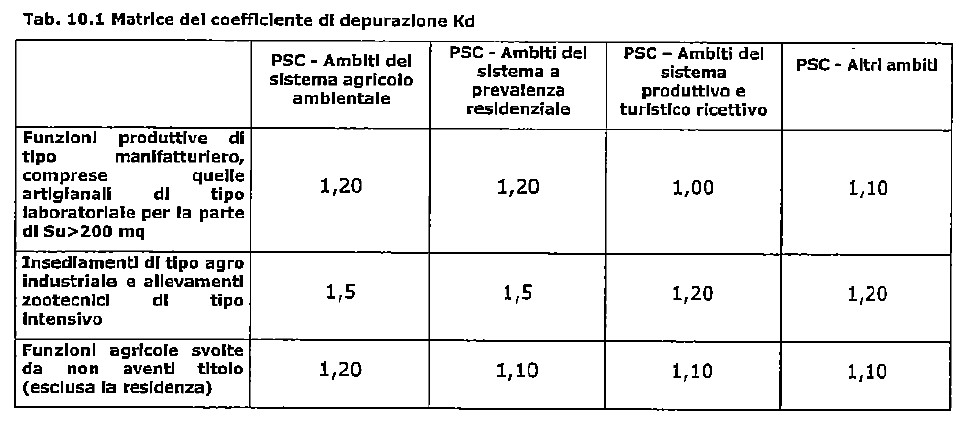 Tab. 10.1 Matrice dei coefficiente di depurazione Kd
PSC - Ambiti del
sistema agricolo
ambientale
PSC - Ambiti del
sistema a
prevalenza
residenziale
PSC – Ambiti del
sistema
produttivo e
turistico ricettivo
PSC - Altri ambiti
Funzioni produttive di
tipo manifatturiero,
comprese quelle
artigianali di tipo
laboratoriale per la parte
di Su>200 mq
1,20
1,20
1,00
1,10
Insediamenti di tipo agro
industriale e allevamenti
zootecnici di tipo
intensivo
1,5
1,5
1,20
1,20
Funzioni agricole svolte
da non aventi titolo
(esclusa la residenza)
1,20
1,10
1,10
1,10